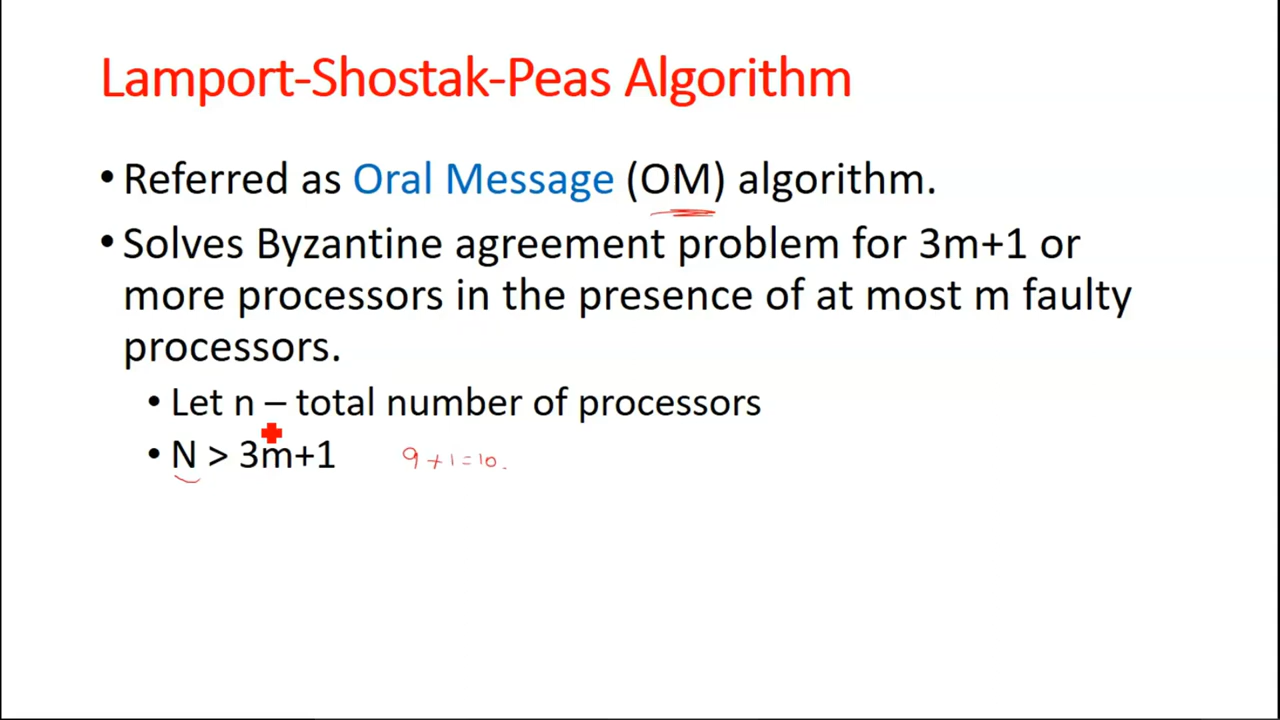 Lamport-Shostak-Peas Algorithm
• Referred as Oral Message (OM) algorithm.
• Solves Byzantine agreement problem for 3m+1 or
more processors in the presence of at most m faulty
processors.
• Let n – total number of processors
• N > 3m+1 9+1=10.